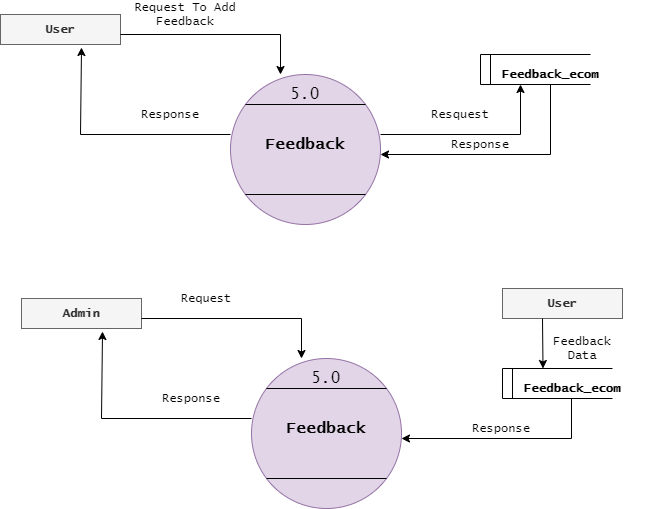 Request To Add
Feedback
User
5.0
Feedback_ecom
Response
Resquest
Feedback
Response
Request
User
Admin
Feedback
Data
5.0
Feedback_ecom
Response
Feedback
Response